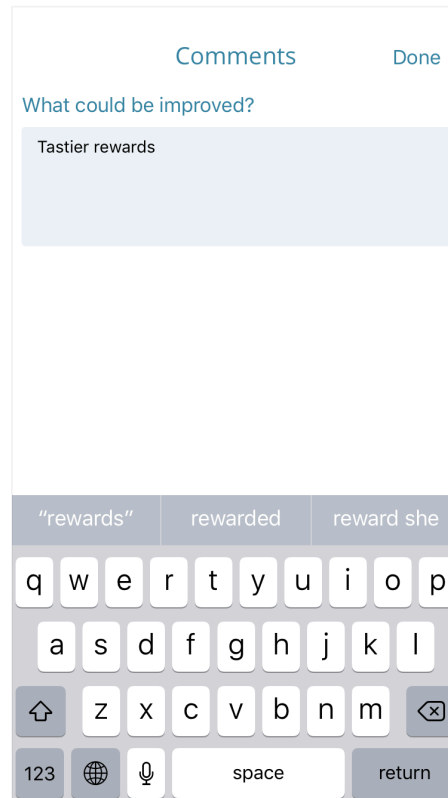 Comments Done
What could be improved?
Tastier rewards
“rewards” rewarded reward she
q w e r t y u i o p
a s d f g h j k l
z x c v b n m
123 space return